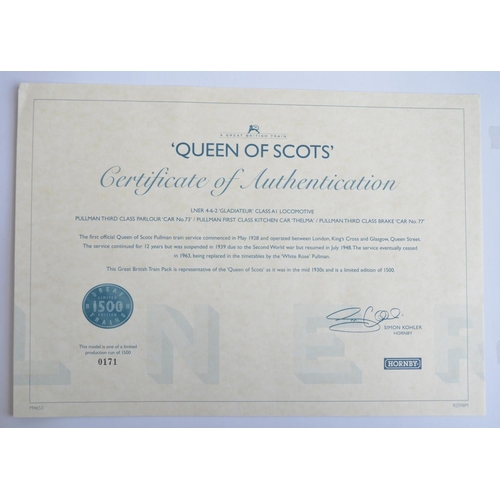 A GREAT BRITISH TRAIN
'QUEEN OF SCOTS'
Certificate of Authentication
LNER 4-6-2 'GLADIATEUR' CLASS A1 LOCOMOTIVE
PULLMAN THIRD CLASS PARLOUR 'CAR No.73' / PULLMAN FIRST CLASS KITCHEN CAR 'THELMA' / PULLMAN THIRD CLASS BRAKE 'CAR No. 77'
The first official Queen of Scots Pullman train service commenced in May 1928 and operated between London, King's Cross and Glasgow, Queen Street.
The service continued for 12 years but was suspended in 1939 due to the Second World war but returned in July 1948. The service eventually ceased
in 1963, being replaced in the timetables by the 'White Rose' Pullman.
This Great British Train Pack is representative of the 'Queen of Scots' as it was in the mid 1930s and is a limited edition of 1500.
GREAT BRITISH TRAINS
LIMITED
1500
EDITION
SIMON KOHLER
HORNBY
This model is one of a limited
production run of 1500
0171
HORNBY
LNER